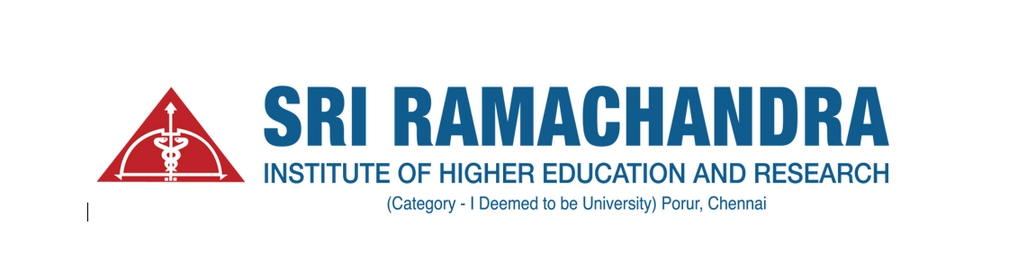 SRI RAMACHANDRA
INSTITUTE OF HIGHER EDUCATION AND RESEARCH
(Category - I Deemed to be University) Porur, Chennai